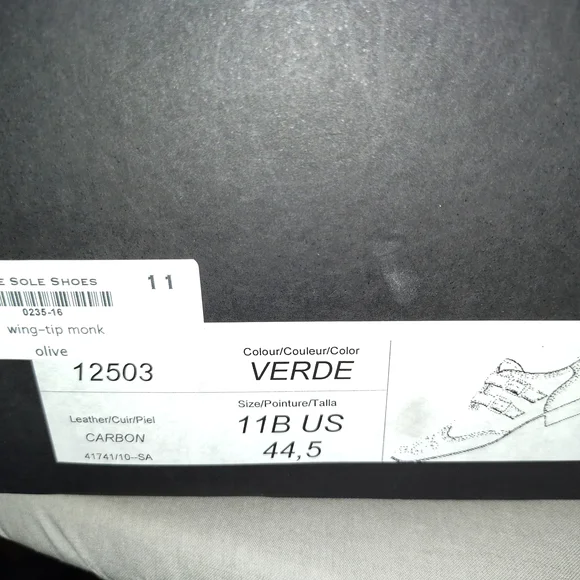 SOLE SHOES 11
0235-16
wing-tip monk
olive
12503
Colour/Couleur/Color
VERDE
Leather/Cuir/Piel
CARBON
41741/10-SA
Size/Pointure/Talla
11B US
44,5